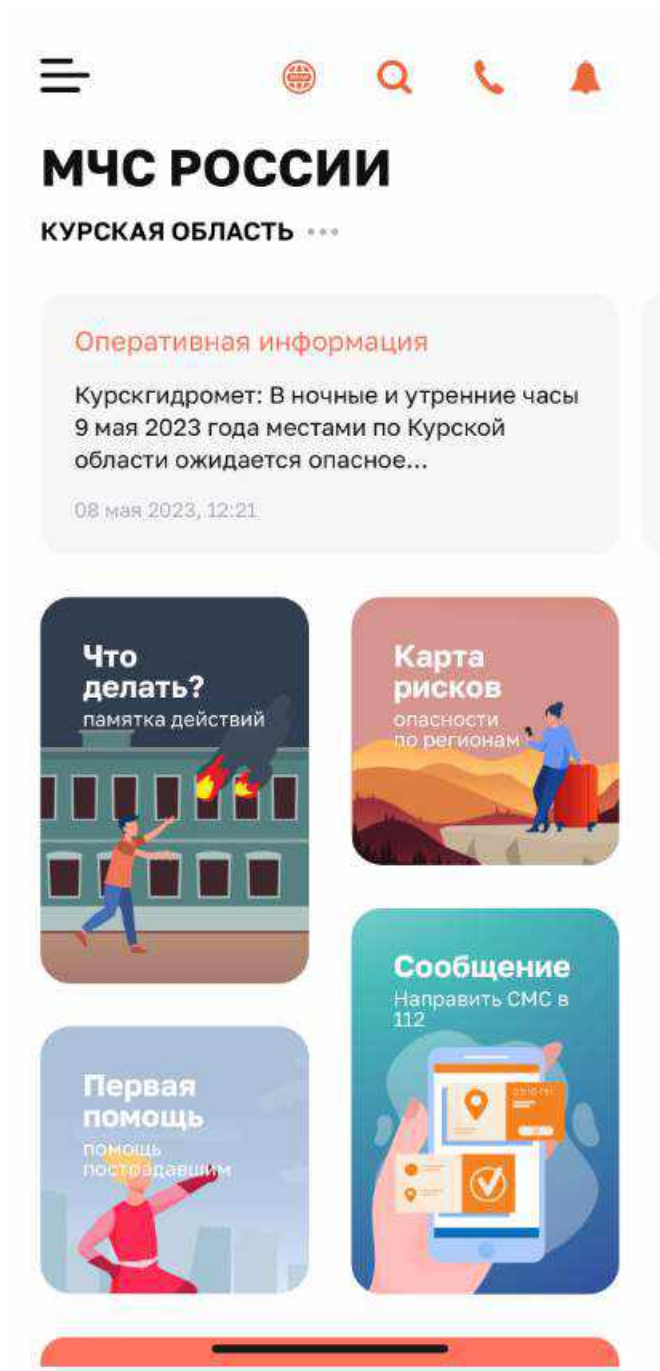 МЧС РОССИИ
КУРСКАЯ ОБЛАСТЬ
Оперативная информация
Курскгидромет: В ночные и утренние часы
9 мая 2023 года местами по Курской
области ожидается опасное...
08 мая 2023, 12:21
Что
делать?
памятка действий
Карта
рисков
опасности
по регионам
Сообщение
Направить СМС в
112
Первая
помощь
помощь
пострадавшим